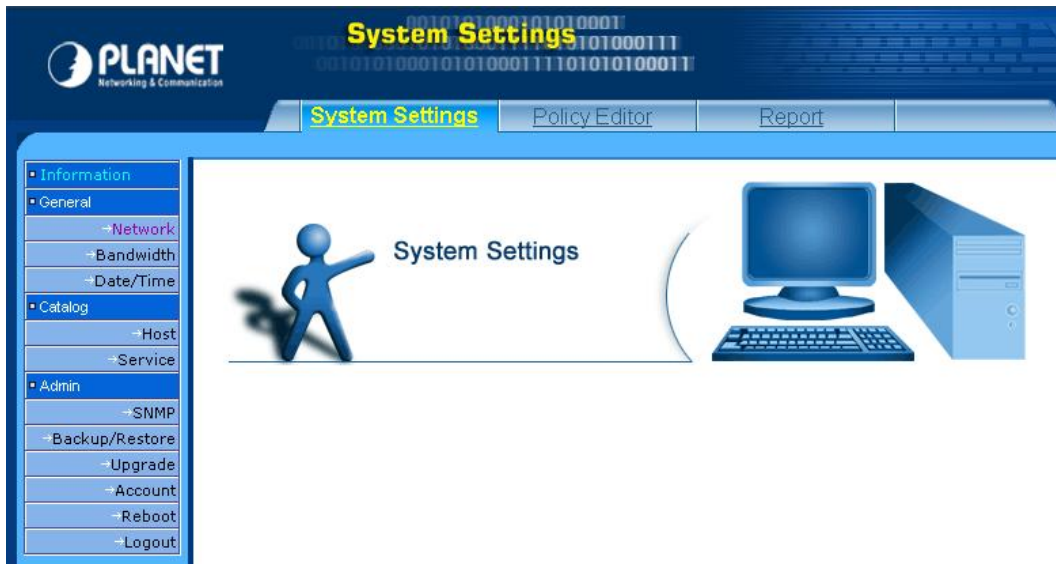 PLANET
Networking & Communication
System Settings
System Settings
Policy Editor
Report
Information
General
Network
Bandwidth
Date/Time
Catalog
Host
Service
Admin
SNMP
Backup/Restore
Upgrade
Account
Reboot
Logout
System Settings